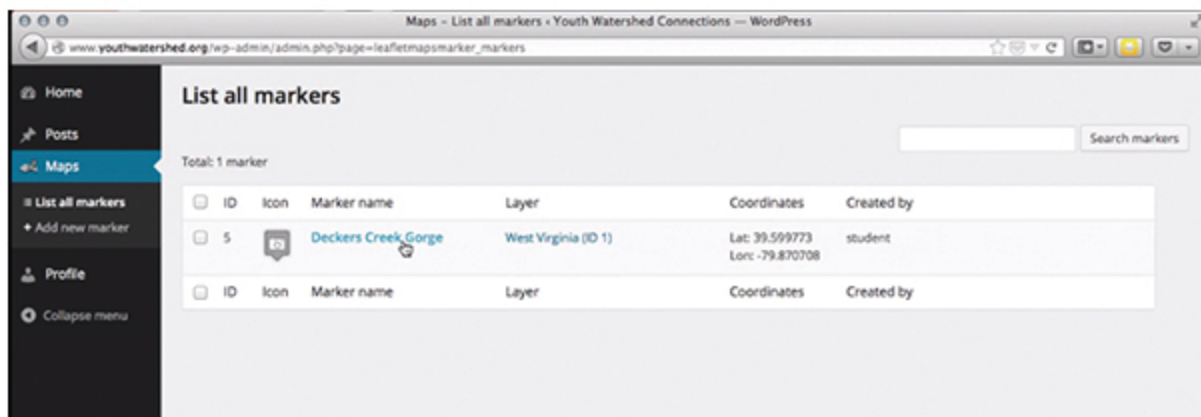 Maps – List all markers ‹ Youth Watershed Connections — WordPress
www.youthwatershed.org/wp-admin/admin.php?page=leafletmapsmarker_markers
Home
Posts
Maps
List all markers
+ Add new marker
Profile
Collapse menu
List all markers
Search markers
Total: 1 marker
ID Icon Marker name Layer Coordinates Created by
5 Deckers Creek Gorge West Virginia (ID 1) Lat: 39.599773 student
Lon: -79.870708
ID Icon Marker name Layer Coordinates Created by